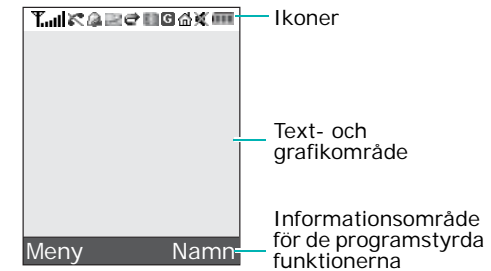 Ikoner
Text- och
grafikområde
Informationsområde
för de programstyrda
funktionerna
Meny Namn